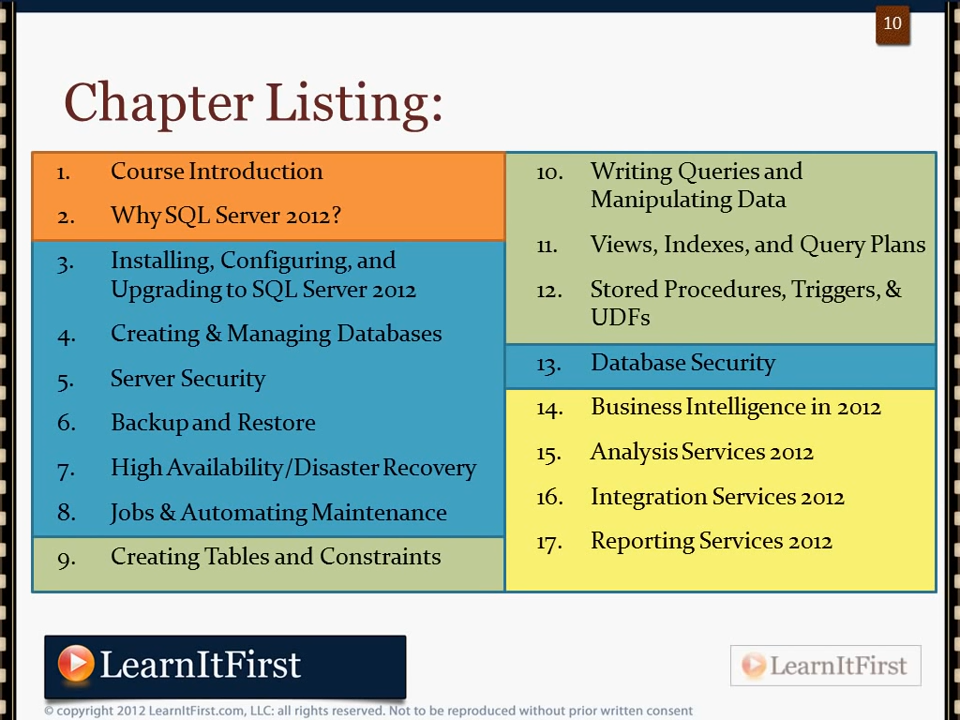 10
Chapter Listing:
1. Course Introduction
2. Why SQL Server 2012?
3. Installing, Configuring, and
Upgrading to SQL Server 2012
4. Creating & Managing Databases
5. Server Security
6. Backup and Restore
7. High Availability/Disaster Recovery
8. Jobs & Automating Maintenance
9. Creating Tables and Constraints
10. Writing Queries and
Manipulating Data
11. Views, Indexes, and Query Plans
12. Stored Procedures, Triggers, &
UDFs
13. Database Security
14. Business Intelligence in 2012
15. Analysis Services 2012
16. Integration Services 2012
17. Reporting Services 2012
LearnItFirst
LearnItFirst
© copyright 2012 LearnItFirst.com, LLC: all rights reserved. Not to be reproduced without prior written consent